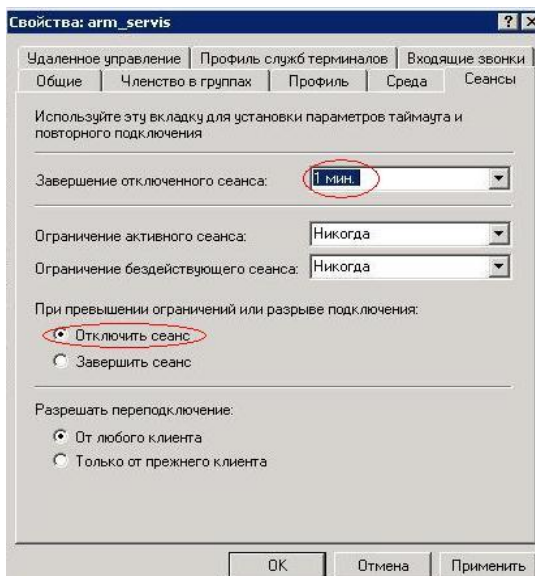 Свойства: arm_servis
Удаленное управление Профиль служб терминалов Входящие звонки
Общие Членство в группах Профиль Среда Сеансы
Используйте эту вкладку для установки параметров таймаута и
повторного подключения
Завершение отключенного сеанса: 1 мин.
Ограничение активного сеанса: Никогда
Ограничение бездействующего сеанса: Никогда
При превышении ограничений или разрыве подключения:
Отключить сеанс
Завершить сеанс
Разрешать переподключение:
От любого клиента
Только от прежнего клиента
OK Отмена Применить